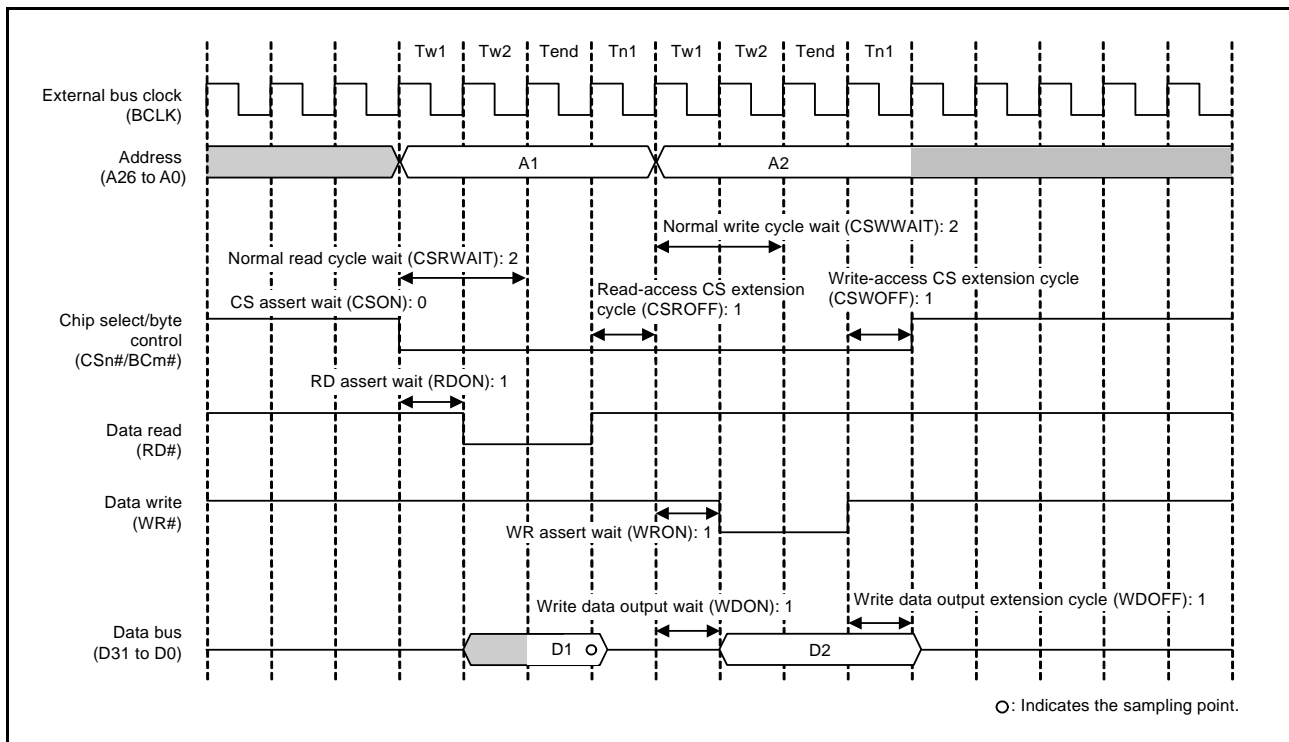 Tw1 Tw2 Tend Tn1 Tw1 Tw2 Tend Tn1
External bus clock
(BCLK)
Address
(A26 to A0)
A1 A2
Normal write cycle wait (CSWWAIT): 2
Normal read cycle wait (CSRWAIT): 2
Read-access CS extension
cycle (CSROFF): 1
Write-access CS extension cycle
(CSWOFF): 1
CS assert wait (CSON): 0
Chip select/byte
control
(CSn#/BCm#)
RD assert wait (RDON): 1
Data read
(RD#)
Data write
(WR#)
WR assert wait (WRON): 1
Write data output wait (WDON): 1
Write data output extension cycle (WDOFF): 1
Data bus
(D31 to D0)
D1 D2
: Indicates the sampling point.